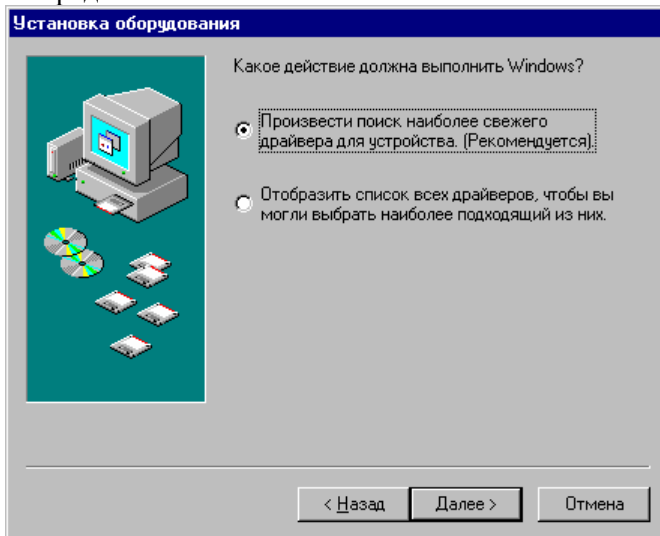 Установка оборудования
Какое действие должна выполнить Windows?
Произвести поиск наиболее свежего
драйвера для устройства. (Рекомендуется).
Отобразить список всех драйверов, чтобы вы
могли выбрать наиболее подходящий из них.
< Назад
Далее >
Отмена